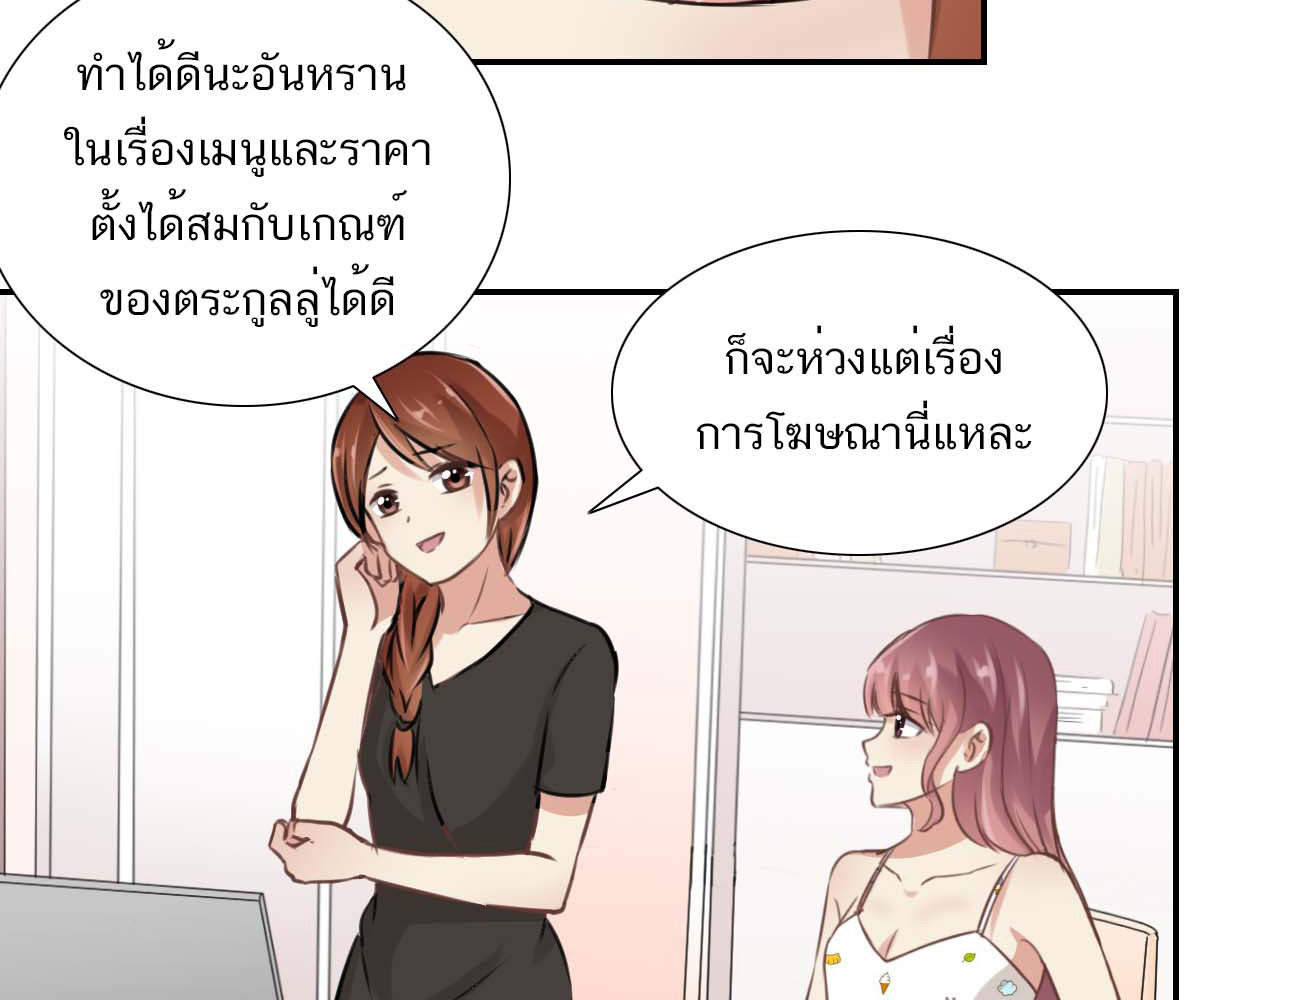 ทำได้ดีนะอันหราน
ในเรื่องเมนูและราคา
ตั้งได้สมกับเกณฑ์
ของตระกูลลู่ได้ดี
ก็จะห่วงแต่เรื่อง
การโฆษณานี่แหละ